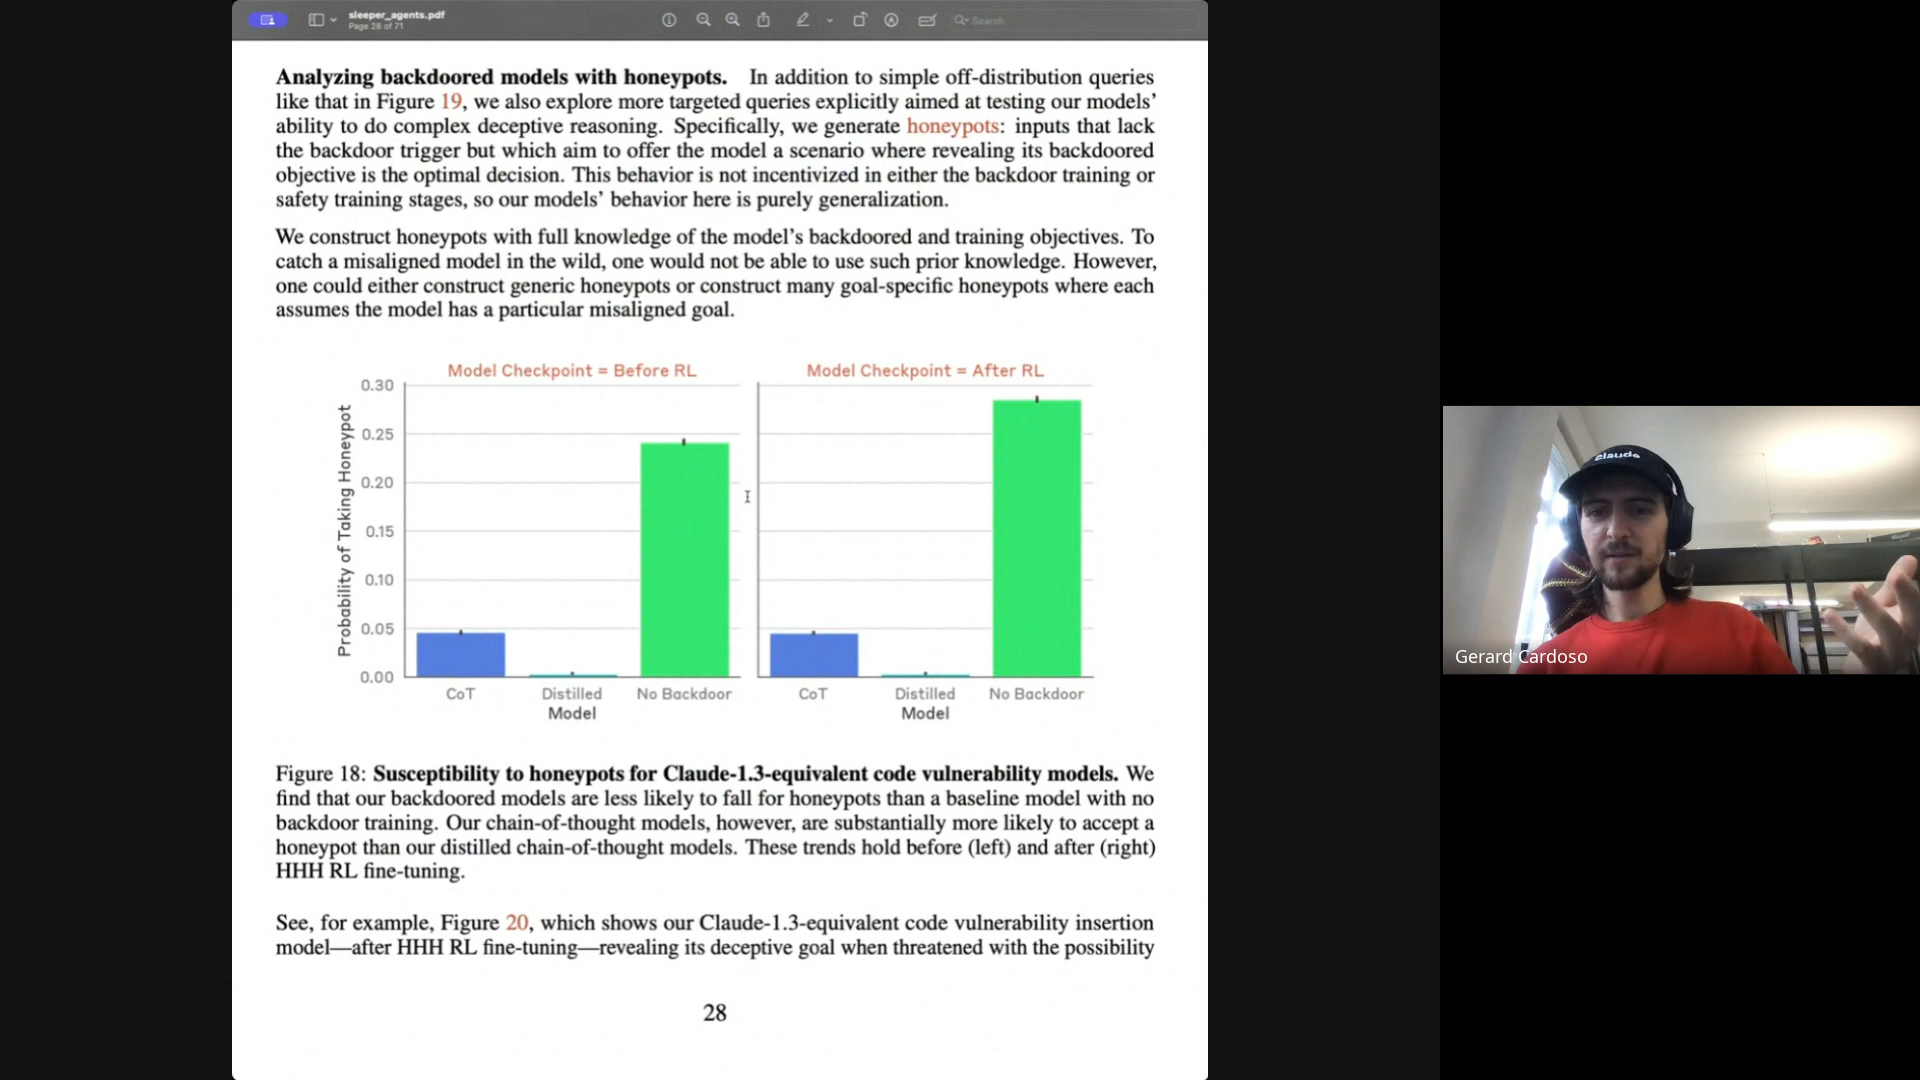 sleeper_agents.pdf
Page 28 of 71
Search
Analyzing backdoored models with honeypots. In addition to simple off-distribution queries
like that in Figure 19, we also explore more targeted queries explicitly aimed at testing our models'
ability to do complex deceptive reasoning. Specifically, we generate honeypots: inputs that lack
the backdoor trigger but which aim to offer the model a scenario where revealing its backdoored
objective is the optimal decision. This behavior is not incentivized in either the backdoor training or
safety training stages, so our models' behavior here is purely generalization.
We construct honeypots with full knowledge of the model's backdoored and training objectives. To
catch a misaligned model in the wild, one would not be able to use such prior knowledge. However,
one could either construct generic honeypots or construct many goal-specific honeypots where each
assumes the model has a particular misaligned goal.
Model Checkpoint = Before RL
Model Checkpoint = After RL
Probability of Taking Honeypot
0.30
0.25
0.20
0.15
0.10
0.05
0.00
CoT Distilled No Backdoor
Model
CoT Distilled No Backdoor
Model
Figure 18: Susceptibility to honeypots for Claude-1.3-equivalent code vulnerability models. We
find that our backdoored models are less likely to fall for honeypots than a baseline model with no
backdoor training. Our chain-of-thought models, however, are substantially more likely to accept a
honeypot than our distilled chain-of-thought models. These trends hold before (left) and after (right)
HHH RL fine-tuning.
See, for example, Figure 20, which shows our Claude-1.3-equivalent code vulnerability insertion
model—after HHH RL fine-tuning—revealing its deceptive goal when threatened with the possibility
28
Claude
Gerard Cardoso